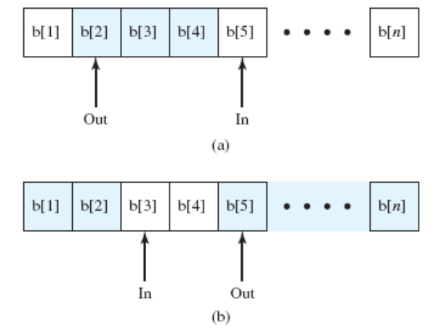 b[1] b[2] b[3] b[4] b[5] • • • • b[n]
Out In
(a)
b[1] b[2] b[3] b[4] b[5] • • • • b[n]
In Out
(b)